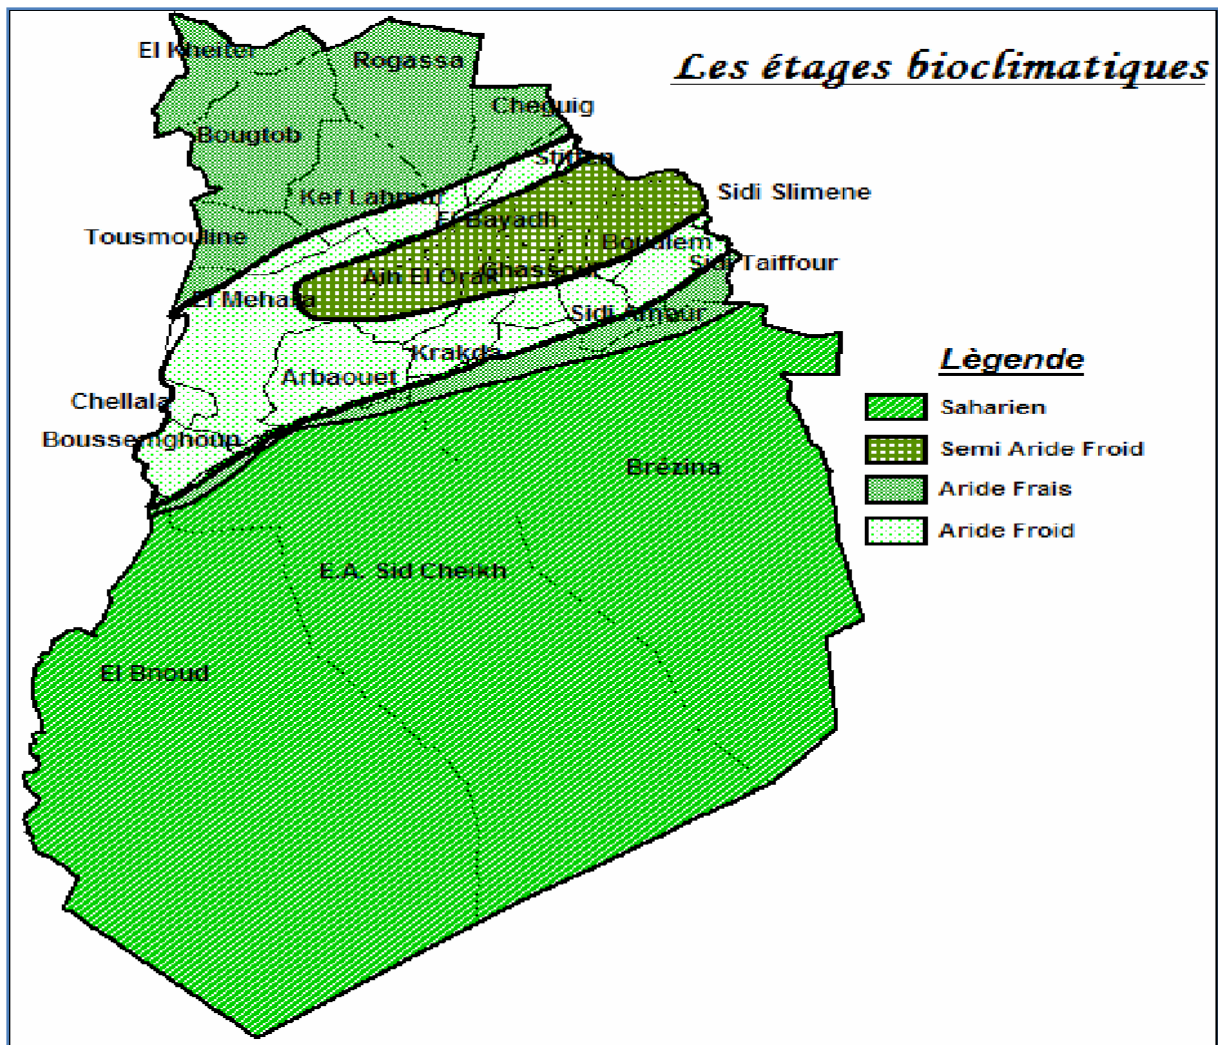 El Kheiter
Rogassa
Les étages bioclimatiques
Cheguig
Bougtob
Stitten
Sidi Slimene
Kef Lahmar
El Bayadh
Tousmouline
Boualem
Sidi Taiffour
Ain El Orak
Ghassoul
El Mehara
Sidi Ameur
Krakda
Lègende
Arbaouet
Chellala
Saharien
Boussemghoun
Semi Aride Froid
Brézina
Aride Frais
Aride Froid
E.A. Sid Cheikh
El Bnoud